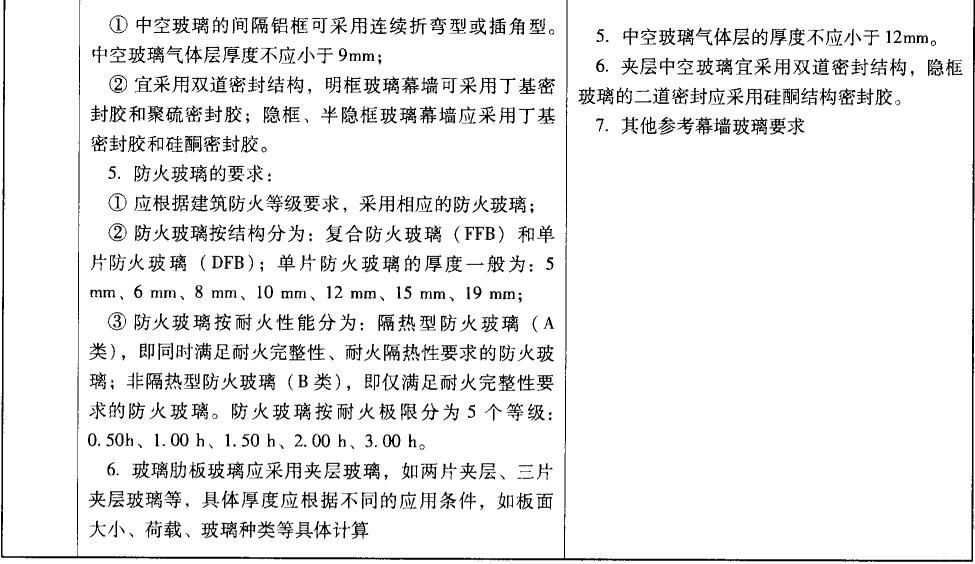 ① 中空玻璃的间隔铝框可采用连续折弯型或插角型。
中空玻璃气体层厚度不应小于 9mm；
② 宜采用双道密封结构，明框玻璃幕墙可采用丁基密
封胶和聚硫密封胶；隐框、半隐框玻璃幕墙应采用丁基
密封胶和硅酮密封胶。
5. 防火玻璃的要求：
① 应根据建筑防火等级要求，采用相应的防火玻璃；
② 防火玻璃按结构分为：复合防火玻璃（FFB）和单
片防火玻璃（DFB）；单片防火玻璃的厚度一般为：5
mm、6 mm、8 mm、10 mm、12 mm、15 mm、19 mm；
③ 防火玻璃按耐火性能分为：隔热型防火玻璃（A
类），即同时满足耐火完整性、耐火隔热性要求的防火玻
璃；非隔热型防火玻璃（B 类），即仅满足耐火完整性要
求的防火玻璃。防火玻璃按耐火极限分为 5 个等级：
0.50h、1.00 h、1.50 h、2.00 h、3.00 h。
6. 玻璃肋板玻璃应采用夹层玻璃，如两片夹层、三片
夹层玻璃等，具体厚度应根据不同的应用条件，如板面
大小、荷载、玻璃种类等具体计算
5. 中空玻璃气体层的厚度不应小于 12mm。
6. 夹层中空玻璃宜采用双道密封结构，隐框
玻璃的二道密封应采用硅酮结构密封胶。
7. 其他参考幕墙玻璃要求